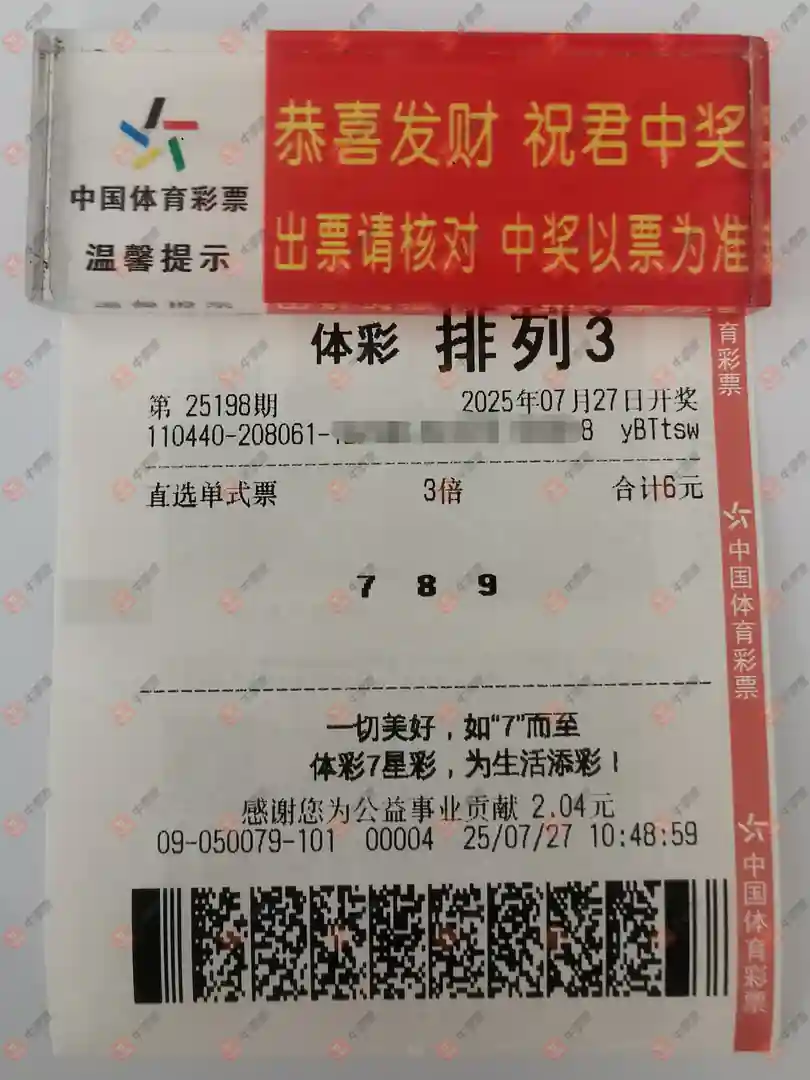 恭喜发财 祝君中奖
中国体育彩票
温馨提示
出票请核对 中奖以票为准
体彩 排列3
第 25198期 2025年07月27日开奖
110440-208061-1 8 yBTtsw
直选单式票 3倍 合计6元
7 8 9
一切美好，如“7”而至
体彩7星彩，为生活添彩！
感谢您为公益事业贡献 2.04元
09-050079-101 00004 25/07/27 10:48:59
育彩票
中国体育彩票
中国体育彩票